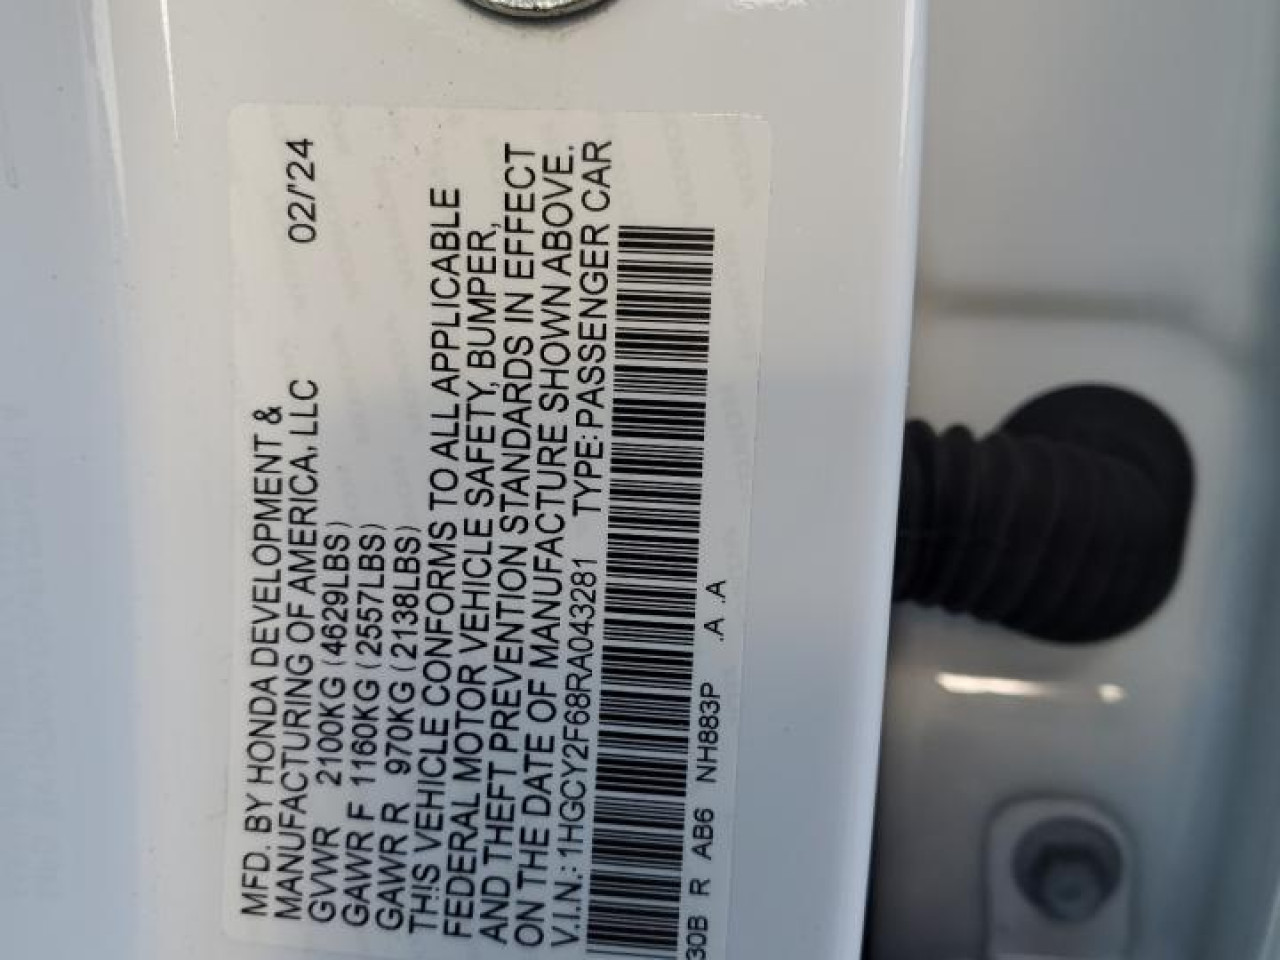 MFD. BY HONDA DEVELOPMENT &
MANUFACTURING OF AMERICA, LLC 02/'24
GVWR 2100KG (4629LBS)
GAWR F 1160KG (2557LBS)
GAWR R 970KG (2138LBS)
THIS VEHICLE CONFORMS TO ALL APPLICABLE
FEDERAL MOTOR VEHICLE SAFETY, BUMPER,
AND THEFT PREVENTION STANDARDS IN EFFECT
ON THE DATE OF MANUFACTURE SHOWN ABOVE.
V.I.N.: 1HGCY2F68RA043281 TYPE: PASSENGER CAR
30B R AB6 NH883P .A .A